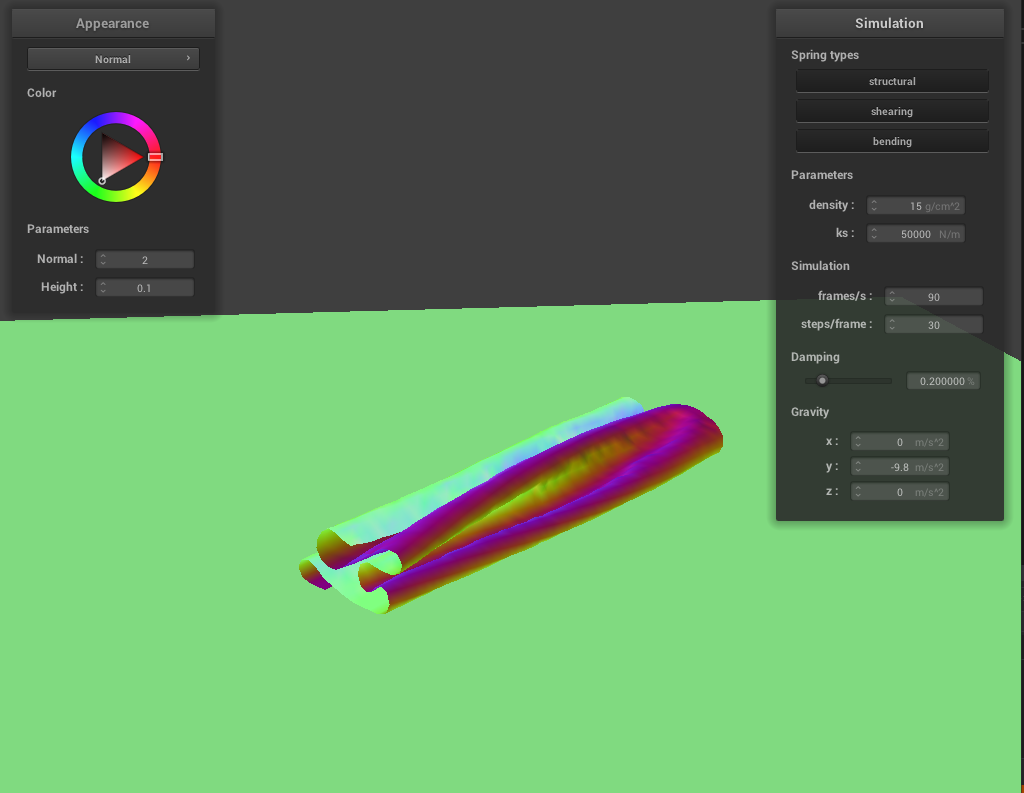 Appearance
Normal
Color
Parameters
Normal : 2
Height : 0.1
Simulation
Spring types
structural
shearing
bending
Parameters
density : 15 g/cm^2
ks : 50000 N/m
Simulation
frames/s : 90
steps/frame : 30
Damping
0.200000 %
Gravity
x : 0 m/s^2
y : -9.8 m/s^2
z : 0 m/s^2